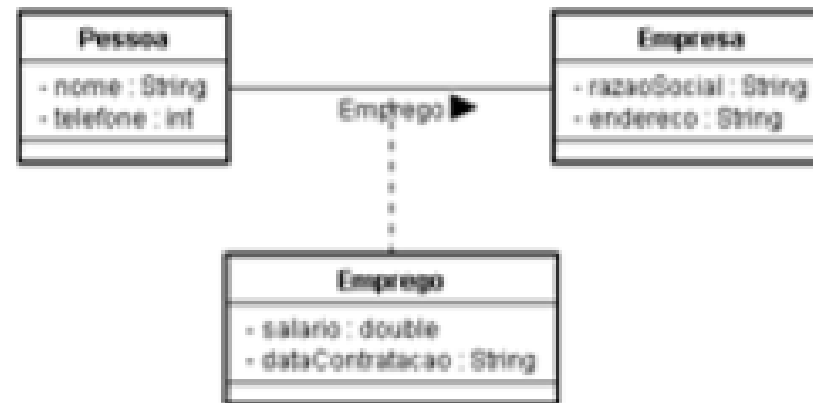 Pessoa
- nome : String
- telefone : int
Emprego
Empresa
- razaoSocial : String
- endereco : String
Emprego
- salario : double
- dataContratacao : String